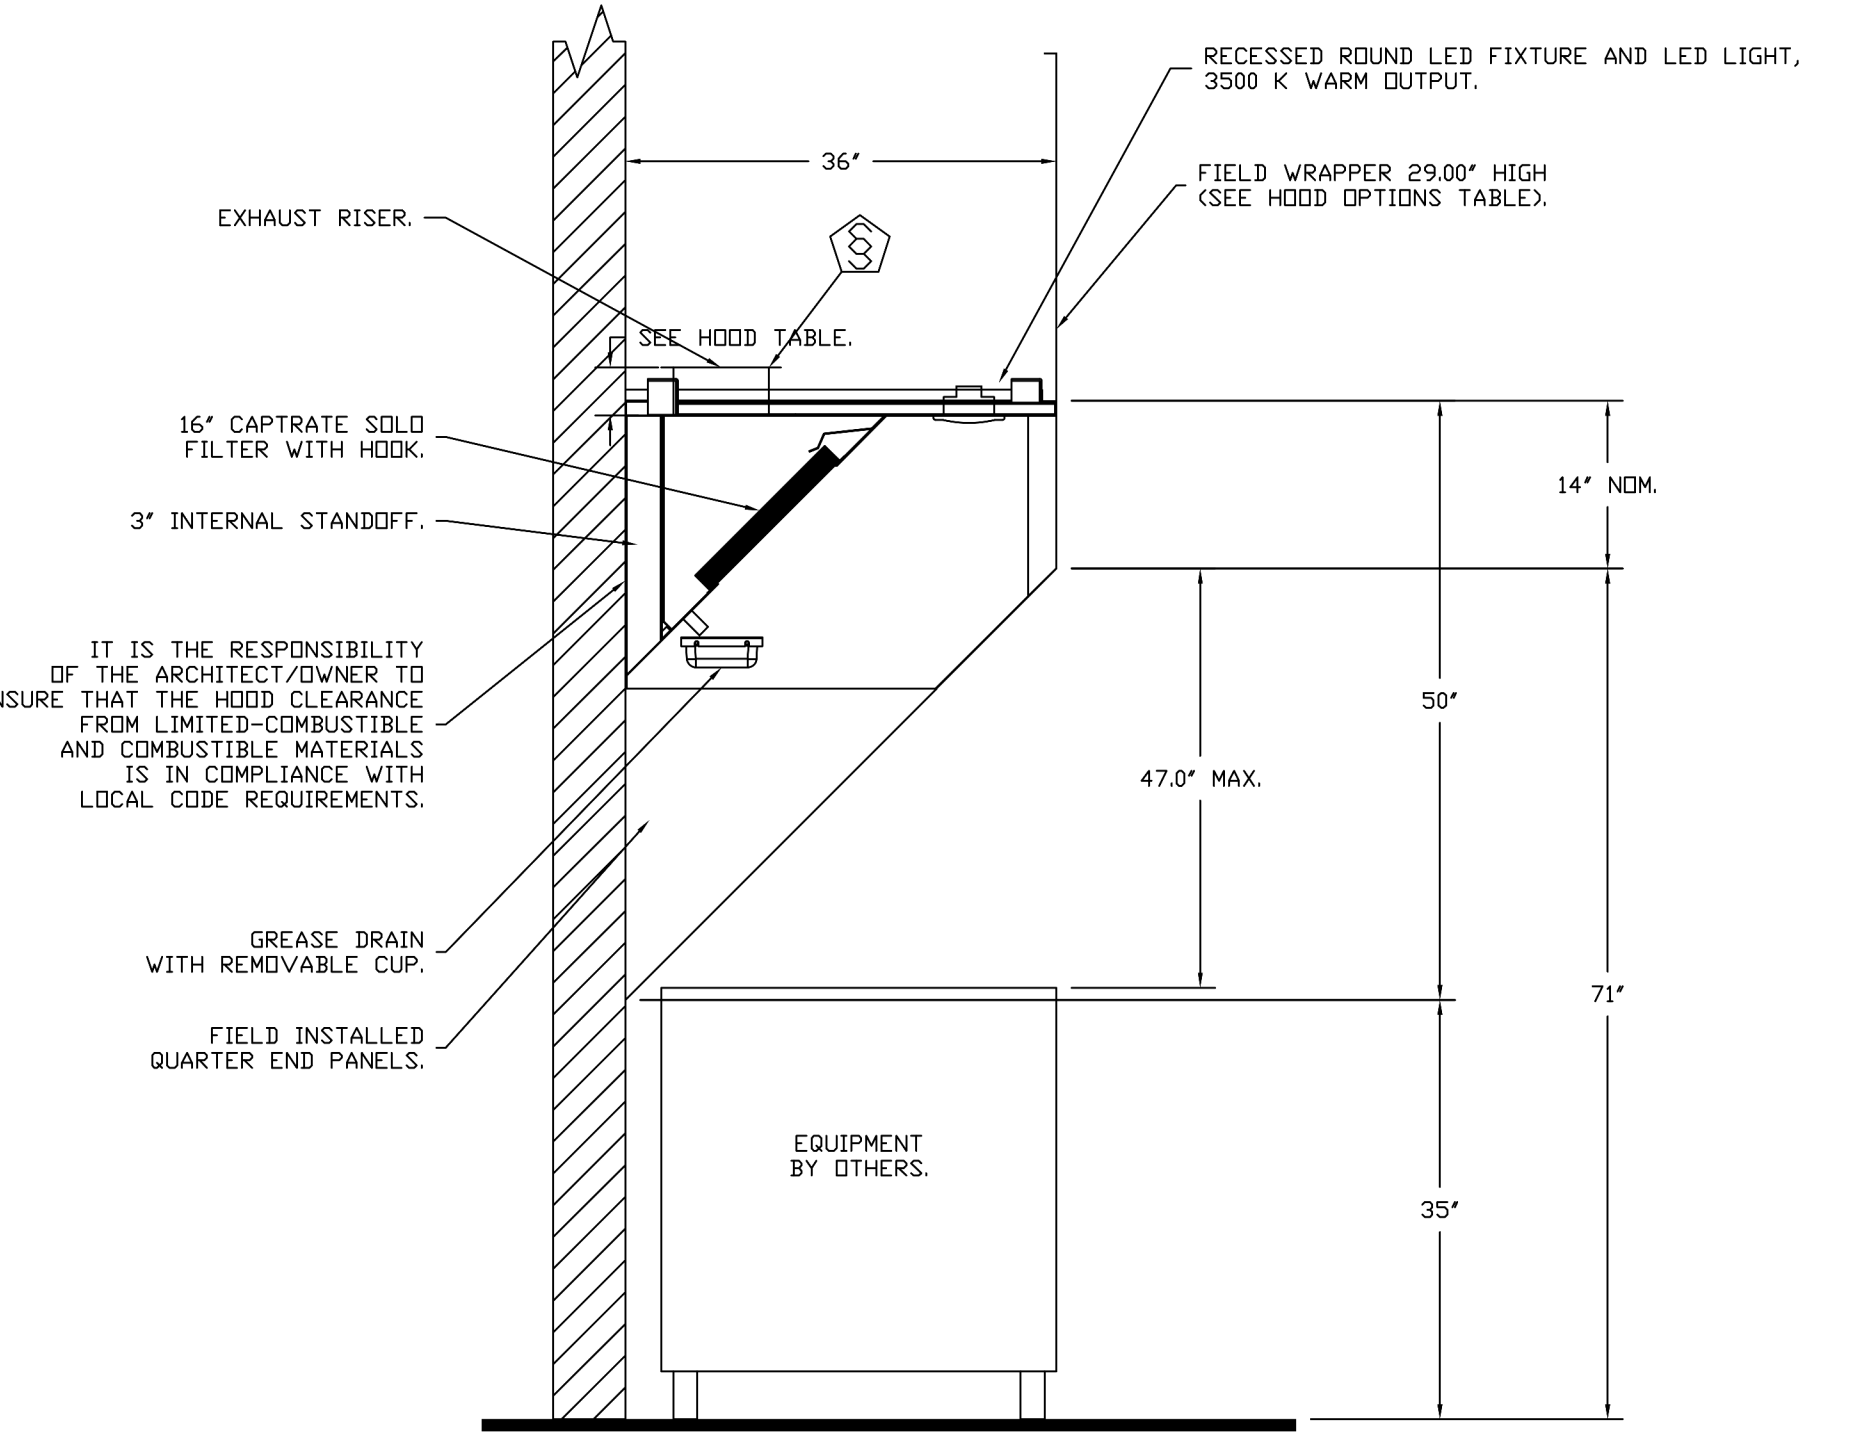 RECESSED ROUND LED FIXTURE AND LED LIGHT,
3500 K WARM OUTPUT.
36"
FIELD WRAPPER 29.00" HIGH
(SEE HOOD OPTIONS TABLE).
EXHAUST RISER.
SEE HOOD TABLE.
16" CAPTRATE SOLO
FILTER WITH HOOK.
14" NOM.
3" INTERNAL STANDOFF.
IT IS THE RESPONSIBILITY
OF THE ARCHITECT/OWNER TO
NSURE THAT THE HOOD CLEARANCE
FROM LIMITED-COMBUSTIBLE
AND COMBUSTIBLE MATERIALS
IS IN COMPLIANCE WITH
LOCAL CODE REQUIREMENTS.
50"
47.0" MAX.
GREASE DRAIN
WITH REMOVABLE CUP.
71"
FIELD INSTALLED
QUARTER END PANELS.
EQUIPMENT
BY OTHERS.
35"